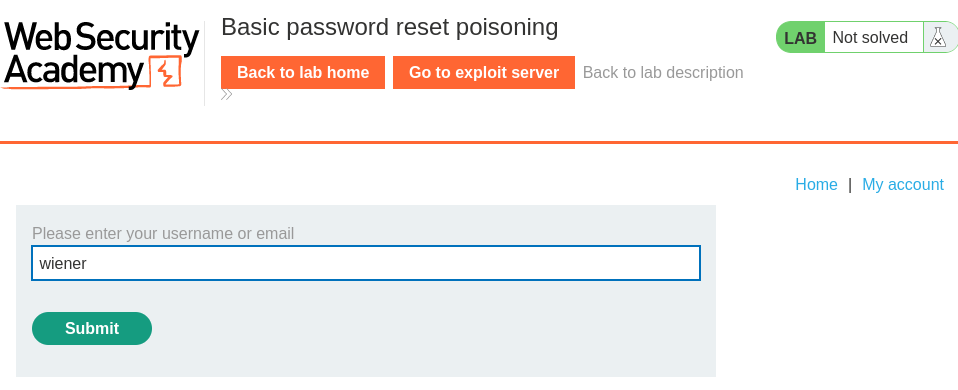 Web Security
Academy
Basic password reset poisoning
LAB Not solved
Back to lab home Go to exploit server Back to lab description
Home | My account
Please enter your username or email
wiener
Submit